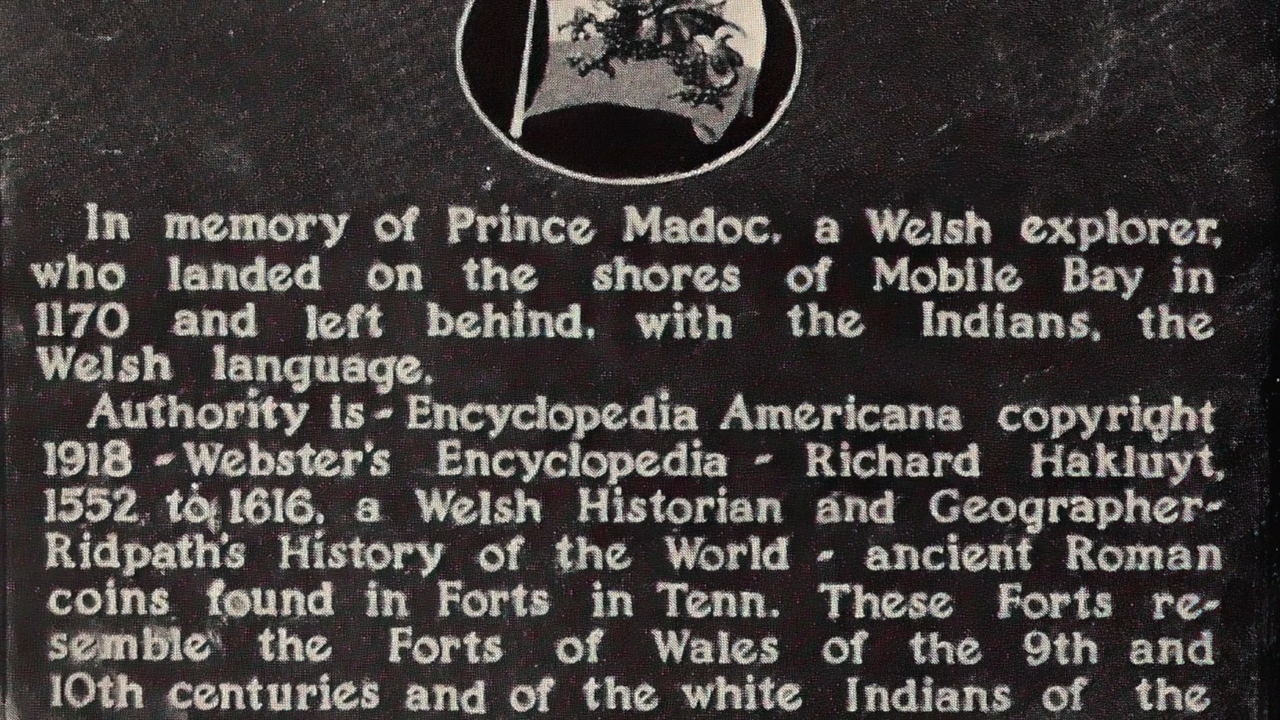 In memory of Prince Madoc, a Welsh explorer,
who landed on the shores of Mobile Bay in
1170 and left behind, with the Indians, the
Welsh language.
Authority is - Encyclopedia Americana copyright
1918 - Webster's Encyclopedia - Richard Hakluyt,
1552 to 1616, a Welsh Historian and Geographer-
Ridpath's History of the World - ancient Roman
coins found in Forts in Tenn. These Forts re-
semble the Forts of Wales of the 9th and
10th centuries and of the white Indians of the